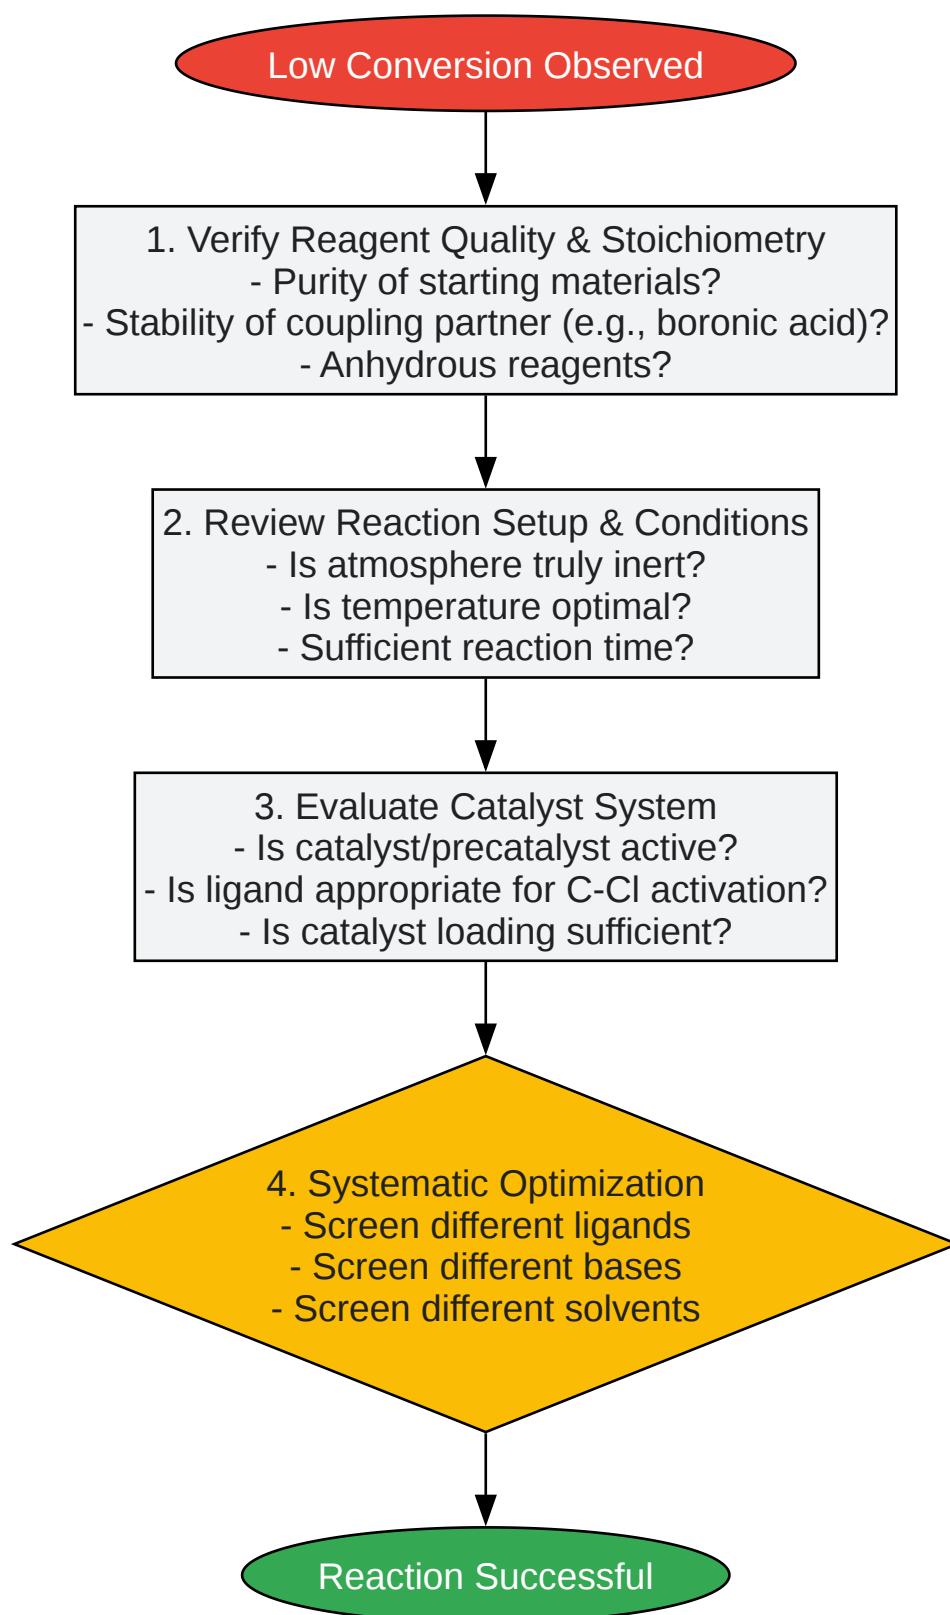 Low Conversion Observed
1. Verify Reagent Quality & Stoichiometry
- Purity of starting materials?
- Stability of coupling partner (e.g., boronic acid)?
- Anhydrous reagents?
2. Review Reaction Setup & Conditions
- Is atmosphere truly inert?
- Is temperature optimal?
- Sufficient reaction time?
3. Evaluate Catalyst System
- Is catalyst/precatalyst active?
- Is ligand appropriate for C-Cl activation?
- Is catalyst loading sufficient?
4. Systematic Optimization
- Screen different ligands
- Screen different bases
- Screen different solvents
Reaction Successful